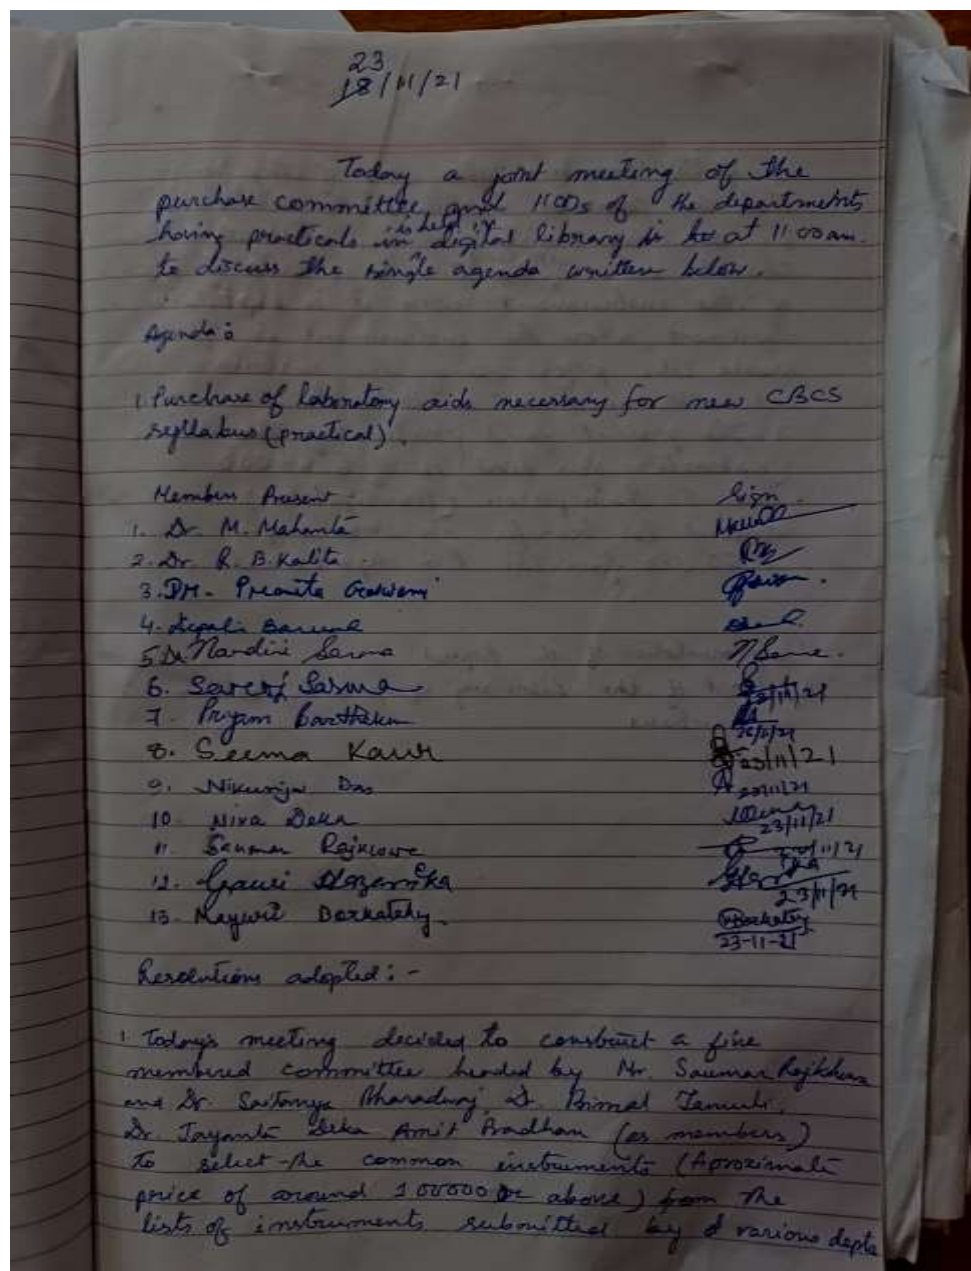 23
18/11/21
Today a joint meeting of the
purchase committee and HODs of the departments
having practicals in digital library is held at 11.00 am.
to discuss the single agenda written below.
Agenda:
1. Purchase of laboratory aids necessary for new CBCS
syllabus (practical).
Members Present - Sign.
1. Dr. M. Mahanta
2. Dr R. B. Kalita
3. Dr. Pranita Goswami
4. Dipali Baruah
5. Dr Nandini Sarma N Sarma.
6. Saroj Sarma
7. Priyam
8. Seema Kaur 23/11/21
9. Nikunja Das 23/11/21
10. Nira Deka 23/11/21
11. Saumar Rajkhowa
12. Gauri Hazarika 23/11/21
13. Mayuri Borkataky. Borkataky
23-11-21
Resolutions adopted: -
1. Today's meeting decided to construct a five
membered committee headed by Mr. Saumar Rajkhowa
and Dr. Saitanya Bharadwaj, Dr. Bimal Tamuli,
Dr. Jayanta Deka Amit Pradhan (as members)
to select the common instruments (Aproximate
price of around 100000 or above) from the
lists of instruments submitted by various depts